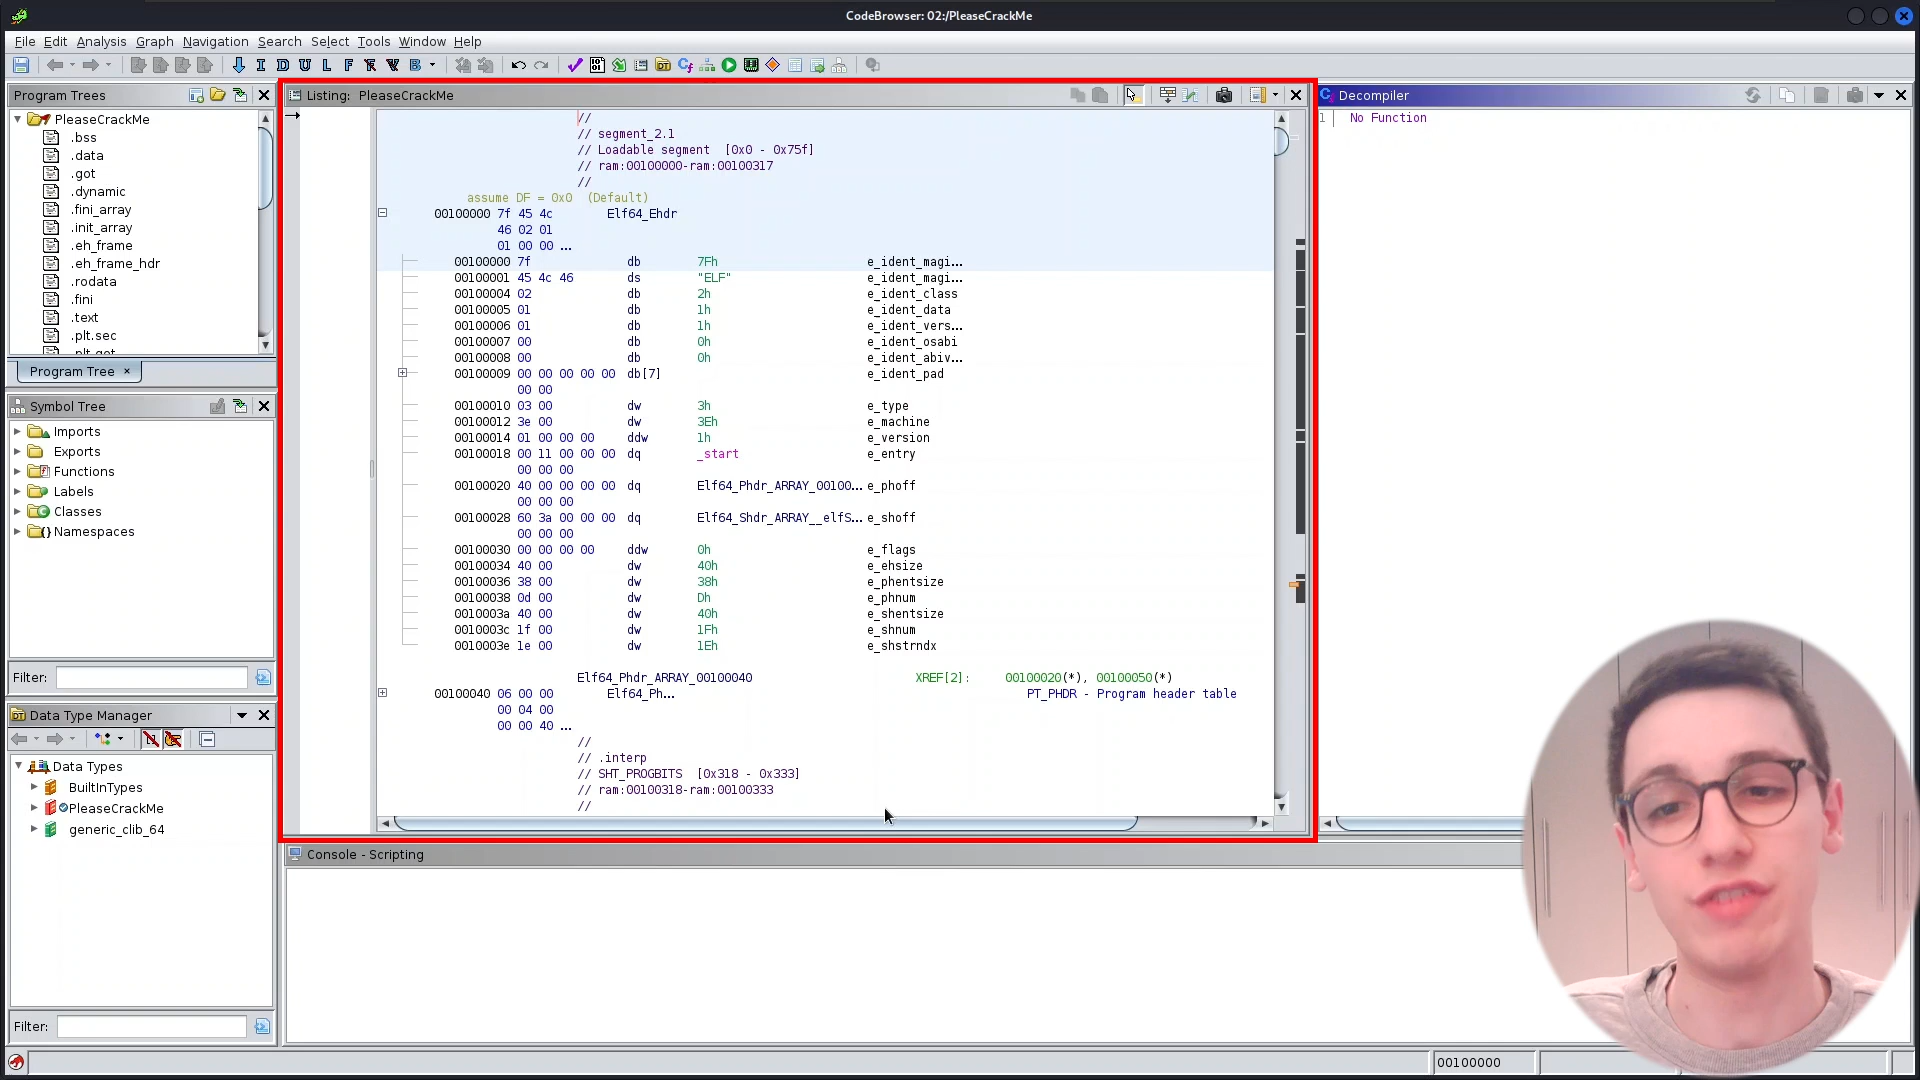 CodeBrowser: 02:/PleaseCrackMe
File Edit Analysis Graph Navigation Search Select Tools Window Help
I D U L F B
Program Trees
PleaseCrackMe
.bss
.data
.got
.dynamic
.fini_array
.init_array
.eh_frame
.eh_frame_hdr
.rodata
.fini
.text
.plt.sec
.plt.got
Program Tree ×
Symbol Tree
Imports
Exports
Functions
Labels
Classes
Namespaces
Filter:
Data Type Manager
Data Types
BuiltInTypes
PleaseCrackMe
generic_clib_64
Filter:
Listing: PleaseCrackMe
//
// segment_2.1
// Loadable segment [0x0 - 0x75f]
// ram:00100000-ram:00100317
//
assume DF = 0x0 (Default)
00100000 7f 45 4c Elf64_Ehdr
46 02 01
01 00 00 ...
00100000 7f db 7Fh e_ident_magi...
00100001 45 4c 46 ds "ELF" e_ident_magi...
00100004 02 db 2h e_ident_class
00100005 01 db 1h e_ident_data
00100006 01 db 1h e_ident_vers...
00100007 00 db 0h e_ident_osabi
00100008 00 db 0h e_ident_abiv...
00100009 00 00 00 00 00 db[7] e_ident_pad
00 00
00100010 03 00 dw 3h e_type
00100012 3e 00 dw 3Eh e_machine
00100014 01 00 00 00 ddw 1h e_version
00100018 00 11 00 00 00 dq _start e_entry
00 00 00
00100020 40 00 00 00 00 dq Elf64_Phdr_ARRAY_00100... e_phoff
00 00 00
00100028 60 3a 00 00 00 dq Elf64_Shdr_ARRAY__elfS... e_shoff
00 00 00
00100030 00 00 00 00 ddw 0h e_flags
00100034 40 00 dw 40h e_ehsize
00100036 38 00 dw 38h e_phentsize
00100038 0d 00 dw Dh e_phnum
0010003a 40 00 dw 40h e_shentsize
0010003c 1f 00 dw 1Fh e_shnum
0010003e 1e 00 dw 1Eh e_shstrndx
Elf64_Phdr_ARRAY_00100040 XREF[2]: 00100020(*), 00100050(*)
00100040 06 00 00 Elf64_Ph... PT_PHDR - Program header table
00 04 00
00 00 40 ...
//
// .interp
// SHT_PROGBITS [0x318 - 0x333]
// ram:00100318-ram:00100333
//
Decompiler
1 No Function
Console - Scripting
00100000